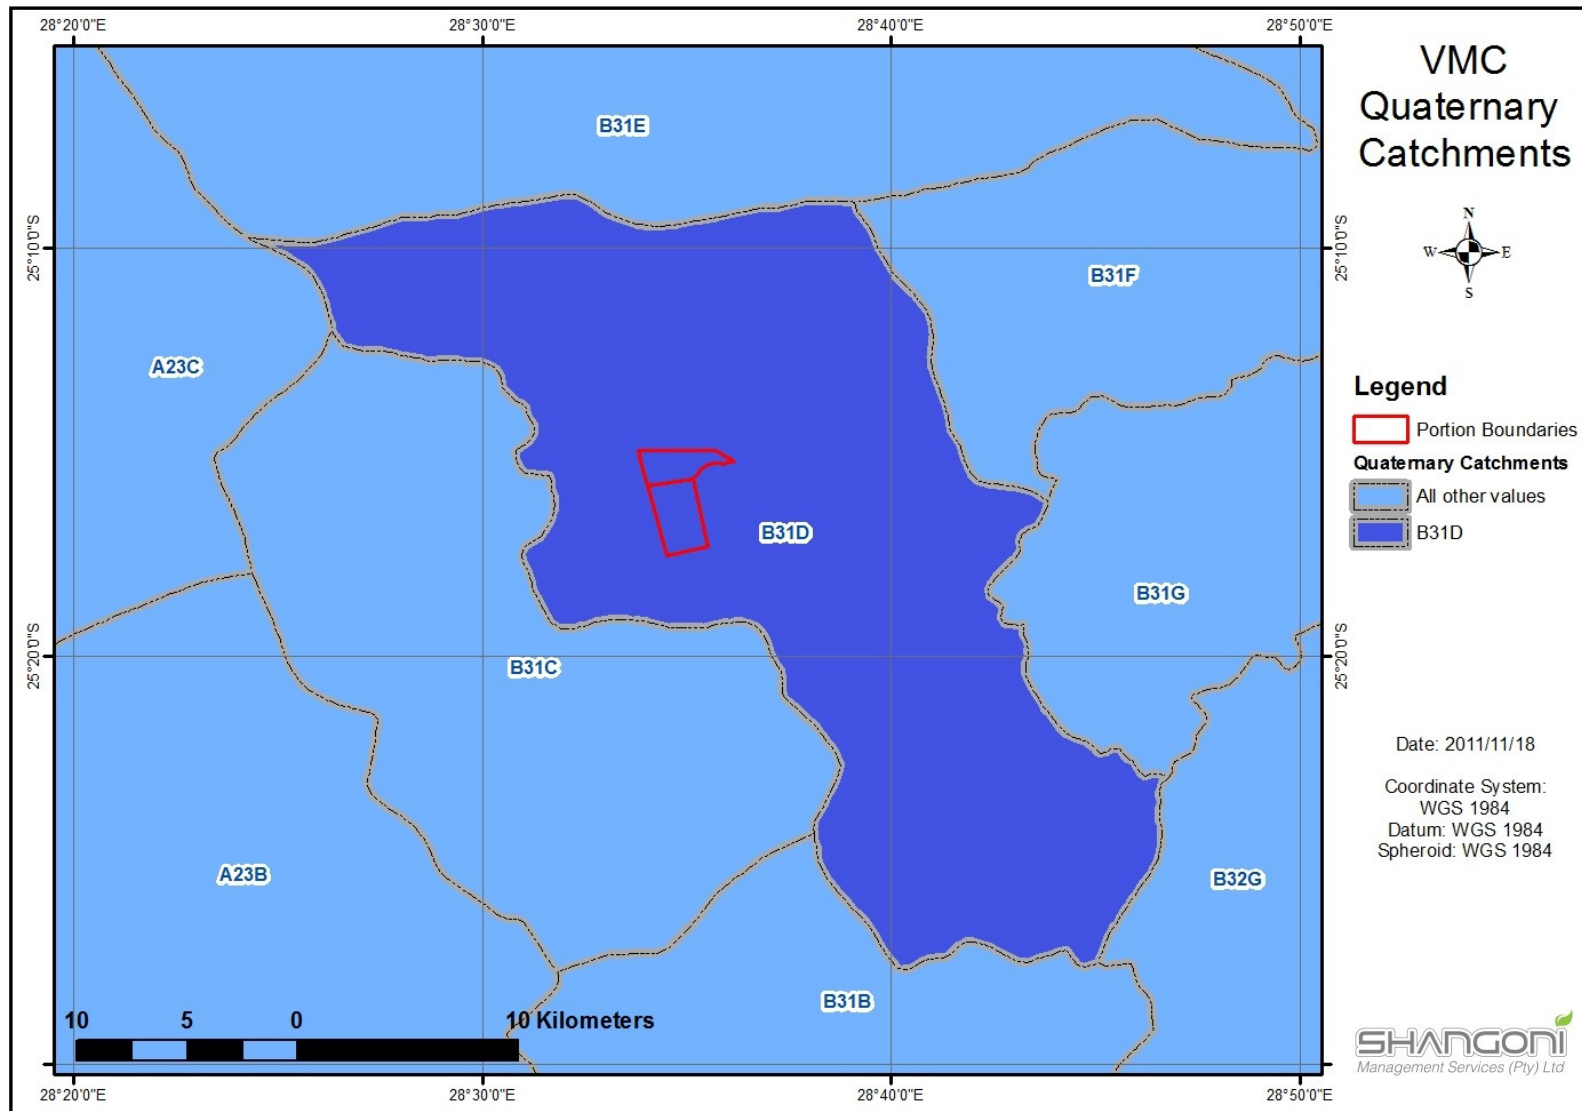 28°20'0"E 28°30'0"E 28°40'0"E 28°50'0"E
VMC
Quaternary
Catchments
B31E
N
W E
S
25°10'0"S 25°10'0"S
B31F
A23C
Legend
Portion Boundaries
Quaternary Catchments
All other values
B31D
B31D
B31G
25°20'0"S 25°20'0"S
B31C
Date: 2011/11/18
Coordinate System:
WGS 1984
Datum: WGS 1984
Spheroid: WGS 1984
A23B
B32G
B31B
10 5 0 10 Kilometers
SHANGONI
Management Services (Pty) Ltd
28°20'0"E 28°30'0"E 28°40'0"E 28°50'0"E